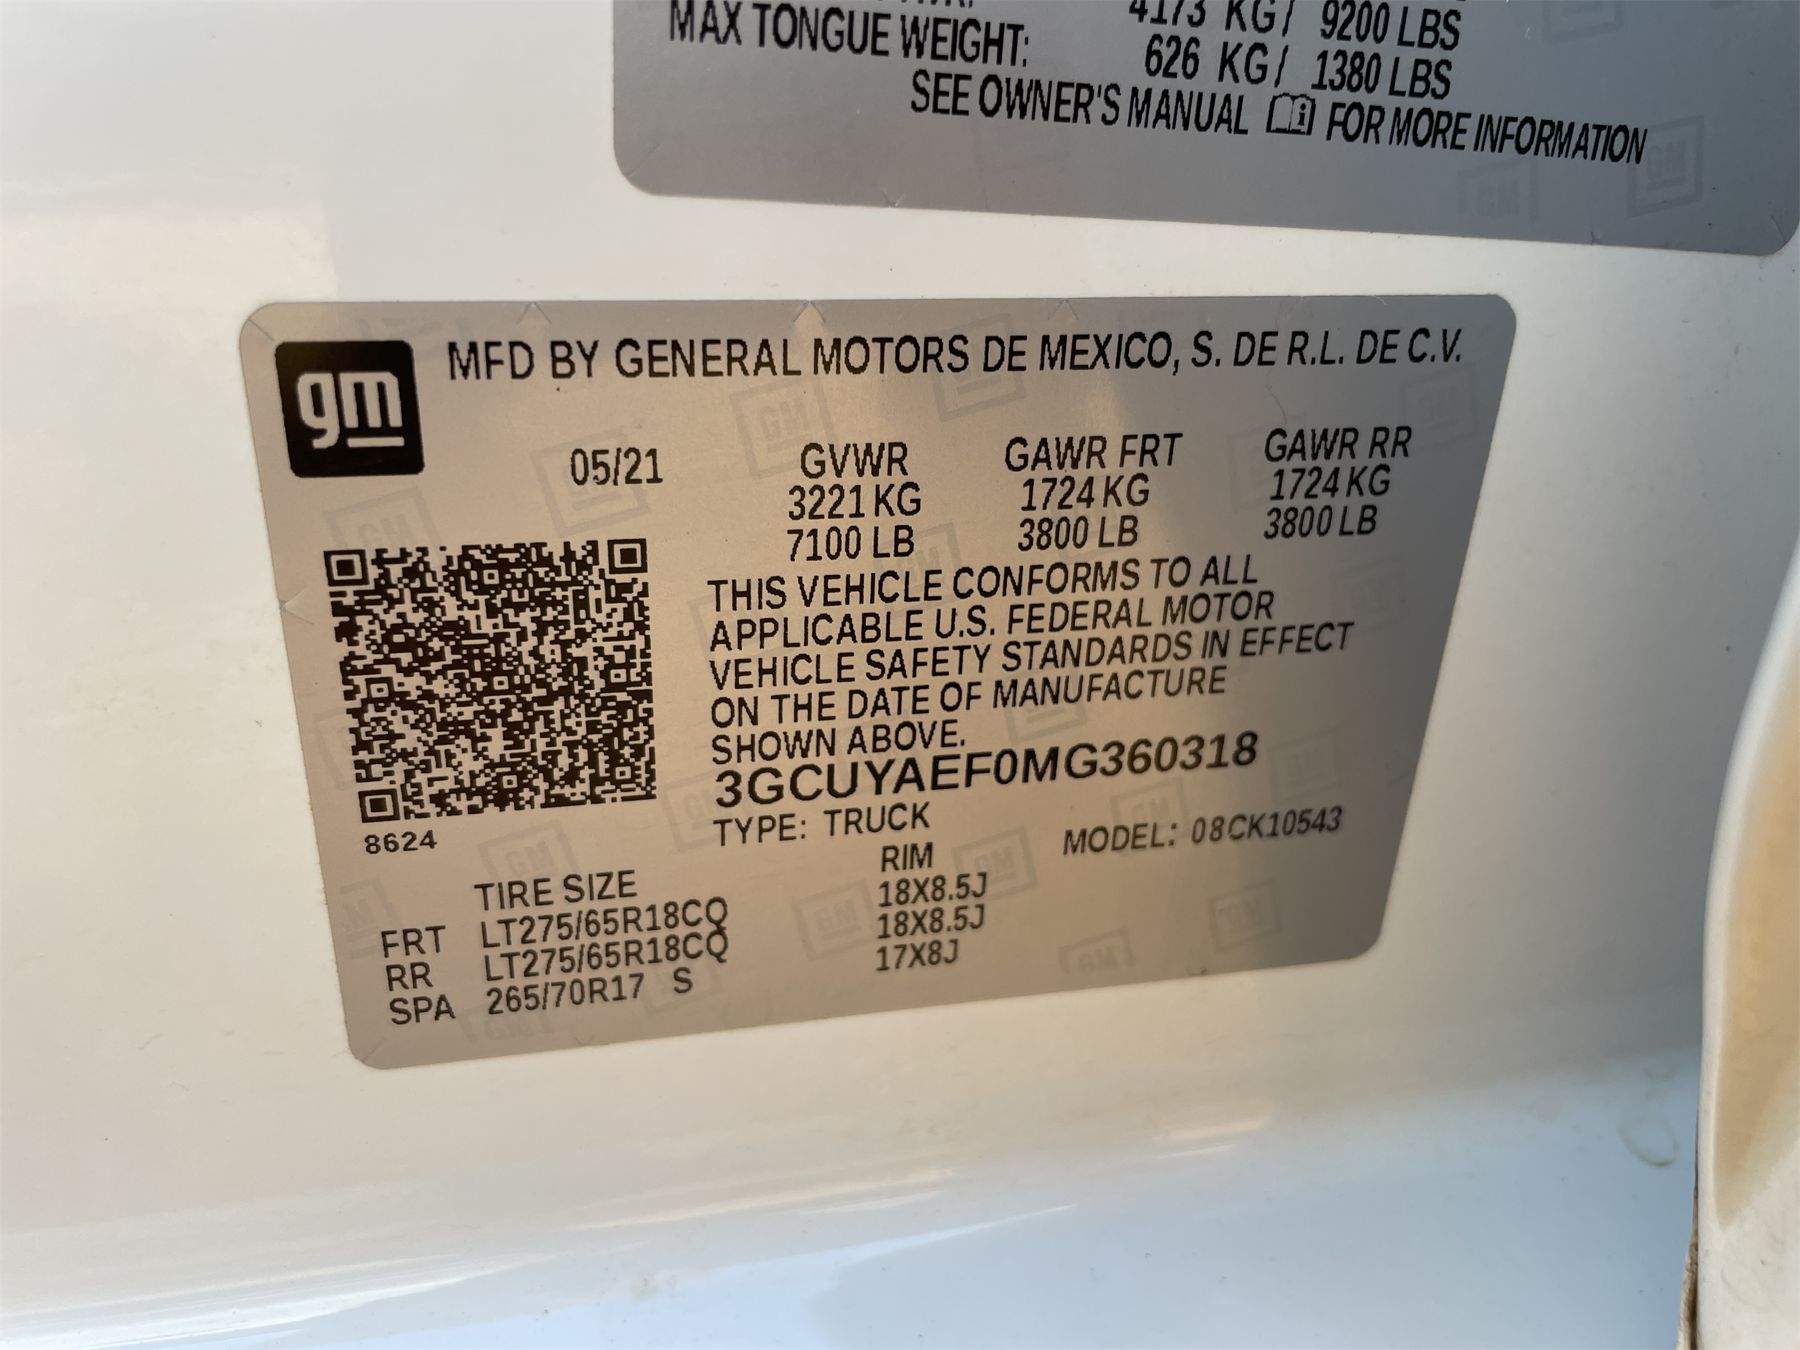 4173 KG/ 9200 LBS
MAX TONGUE WEIGHT: 626 KG/ 1380 LBS
SEE OWNER'S MANUAL FOR MORE INFORMATION
gm
MFD BY GENERAL MOTORS DE MEXICO, S. DE R.L. DE C.V.
05/21 GVWR GAWR FRT GAWR RR
3221 KG 1724 KG 1724 KG
7100 LB 3800 LB 3800 LB
THIS VEHICLE CONFORMS TO ALL
APPLICABLE U.S. FEDERAL MOTOR
VEHICLE SAFETY STANDARDS IN EFFECT
ON THE DATE OF MANUFACTURE
SHOWN ABOVE.
3GCUYAEF0MG360318
8624
TYPE: TRUCK MODEL: 08CK10543
TIRE SIZE RIM
FRT LT275/65R18CQ 18X8.5J
RR LT275/65R18CQ 18X8.5J
SPA 265/70R17 S 17X8J